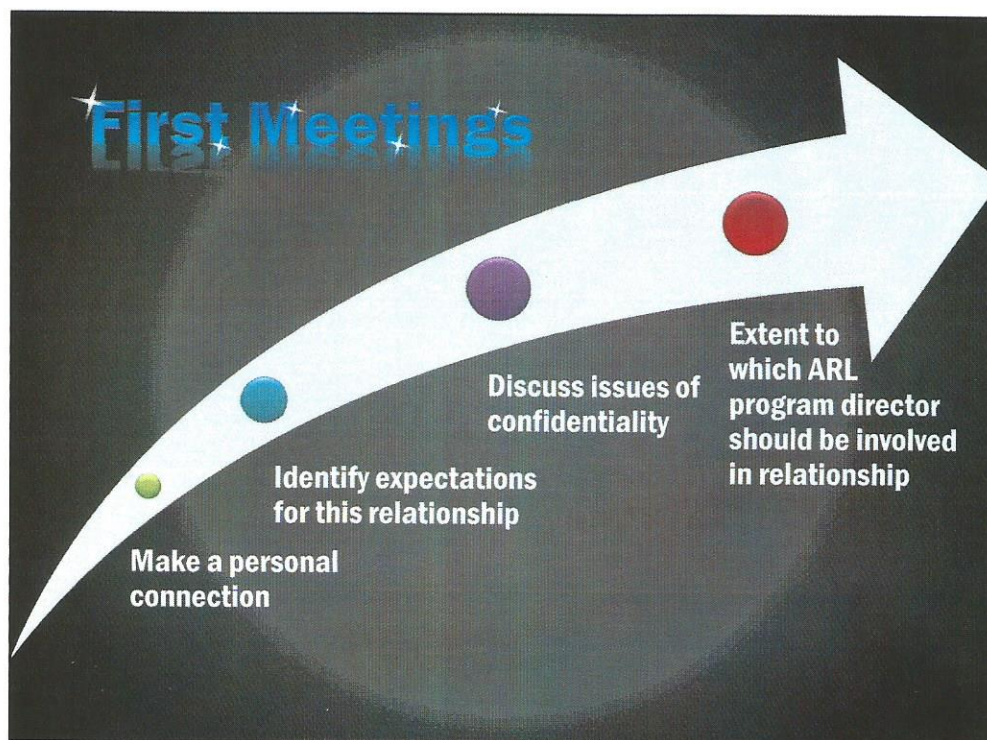 First Meetings
Make a personal
connection
Identify expectations
for this relationship
Discuss issues of
confidentiality
Extent to
which ARL
program director
should be involved
in relationship